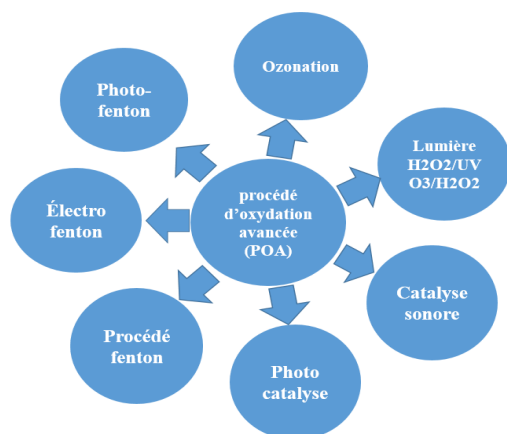 Ozonation
Photo-
fenton
Lumière
H2O2/UV
O3/H2O2
procédé
d'oxydation
avancée
(POA)
Électro
fenton
Catalyse
sonore
Procédé
fenton
Photo
catalyse